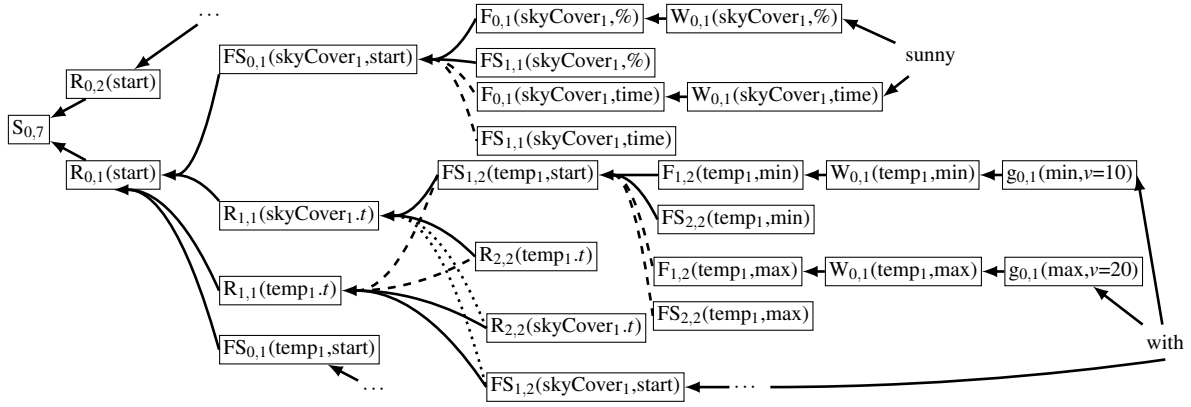 ...
F0,1(skyCover1,%)
W0,1(skyCover1,%)
FS0,1(skyCover1,start)
FS1,1(skyCover1,%)
sunny
R0,2(start)
F0,1(skyCover1,time)
W0,1(skyCover1,time)
S0,7
FS1,1(skyCover1,time)
R0,1(start)
FS1,2(temp1,start)
F1,2(temp1,min)
W0,1(temp1,min)
g0,1(min,v=10)
R1,1(skyCover1.t)
FS2,2(temp1,min)
R2,2(temp1.t)
F1,2(temp1,max)
W0,1(temp1,max)
g0,1(max,v=20)
R1,1(temp1.t)
FS2,2(temp1,max)
R2,2(skyCover1.t)
with
FS0,1(temp1,start)
...
FS1,2(skyCover1,start)
...